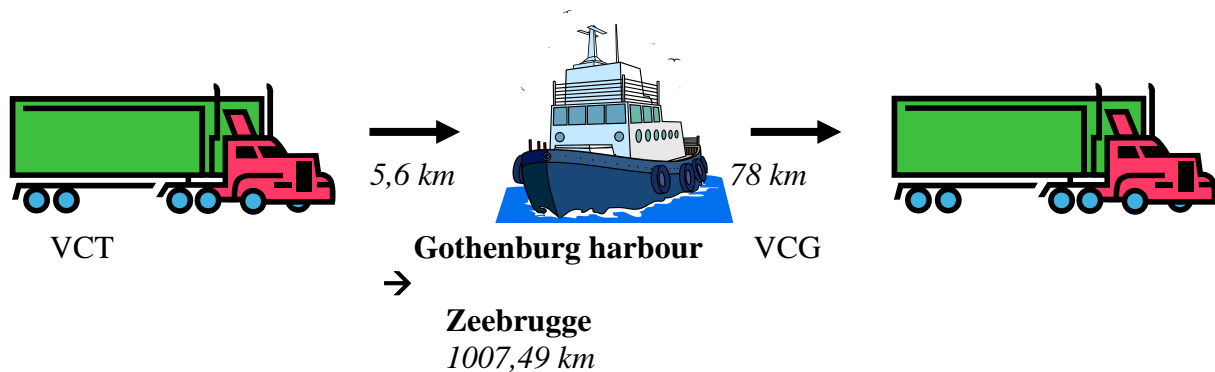 5,6 km
78 km
VCT
Gothenburg harbour
VCG
→
Zeebrugge
1007,49 km